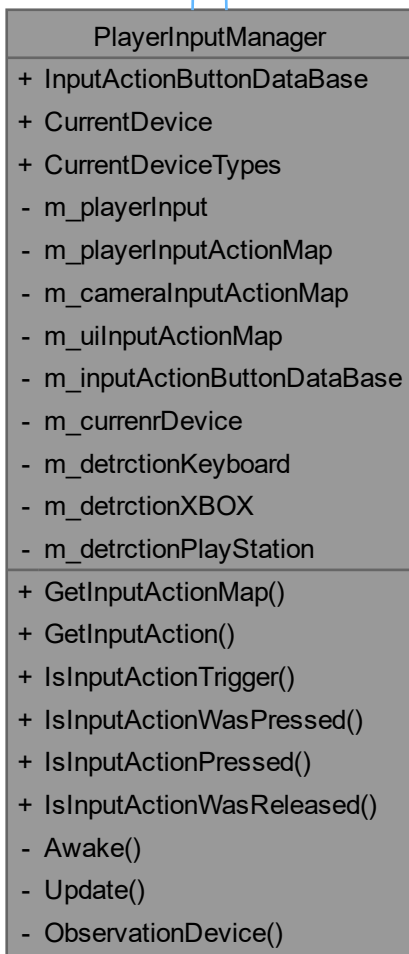 PlayerInputManager
+ InputActionButtonDataBase
+ CurrentDevice
+ CurrentDeviceTypes
- m_playerInput
- m_playerInputActionMap
- m_cameraInputActionMap
- m_uiInputActionMap
- m_inputActionButtonDataBase
- m_currenrDevice
- m_detrctionKeyboard
- m_detrctionXBOX
- m_detrctionPlayStation
+ GetInputActionMap()
+ GetInputAction()
+ IsInputActionTrigger()
+ IsInputActionWasPressed()
+ IsInputActionPressed()
+ IsInputActionWasReleased()
- Awake()
- Update()
- ObservationDevice()